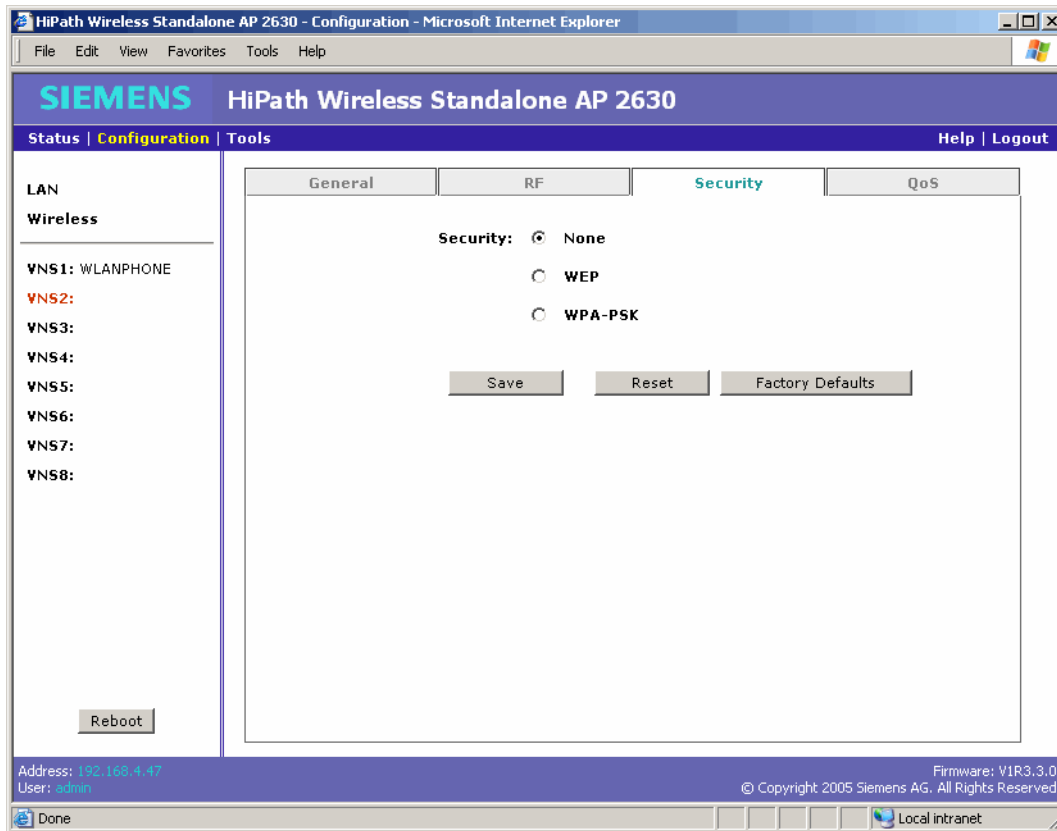 HiPath Wireless Standalone AP 2630 - Configuration - Microsoft Internet Explorer
File Edit View Favorites Tools Help
SIEMENS HiPath Wireless Standalone AP 2630
Status | Configuration | Tools Help | Logout
LAN
Wireless
VNS1: WLANPHONE
VNS2:
VNS3:
VNS4:
VNS5:
VNS6:
VNS7:
VNS8:
Reboot
General RF Security QoS
Security: None
WEP
WPA-PSK
Save Reset Factory Defaults
Address: 192.168.4.47
User: admin
Firmware: V1R3.3.0
© Copyright 2005 Siemens AG. All Rights Reserved
Done Local intranet